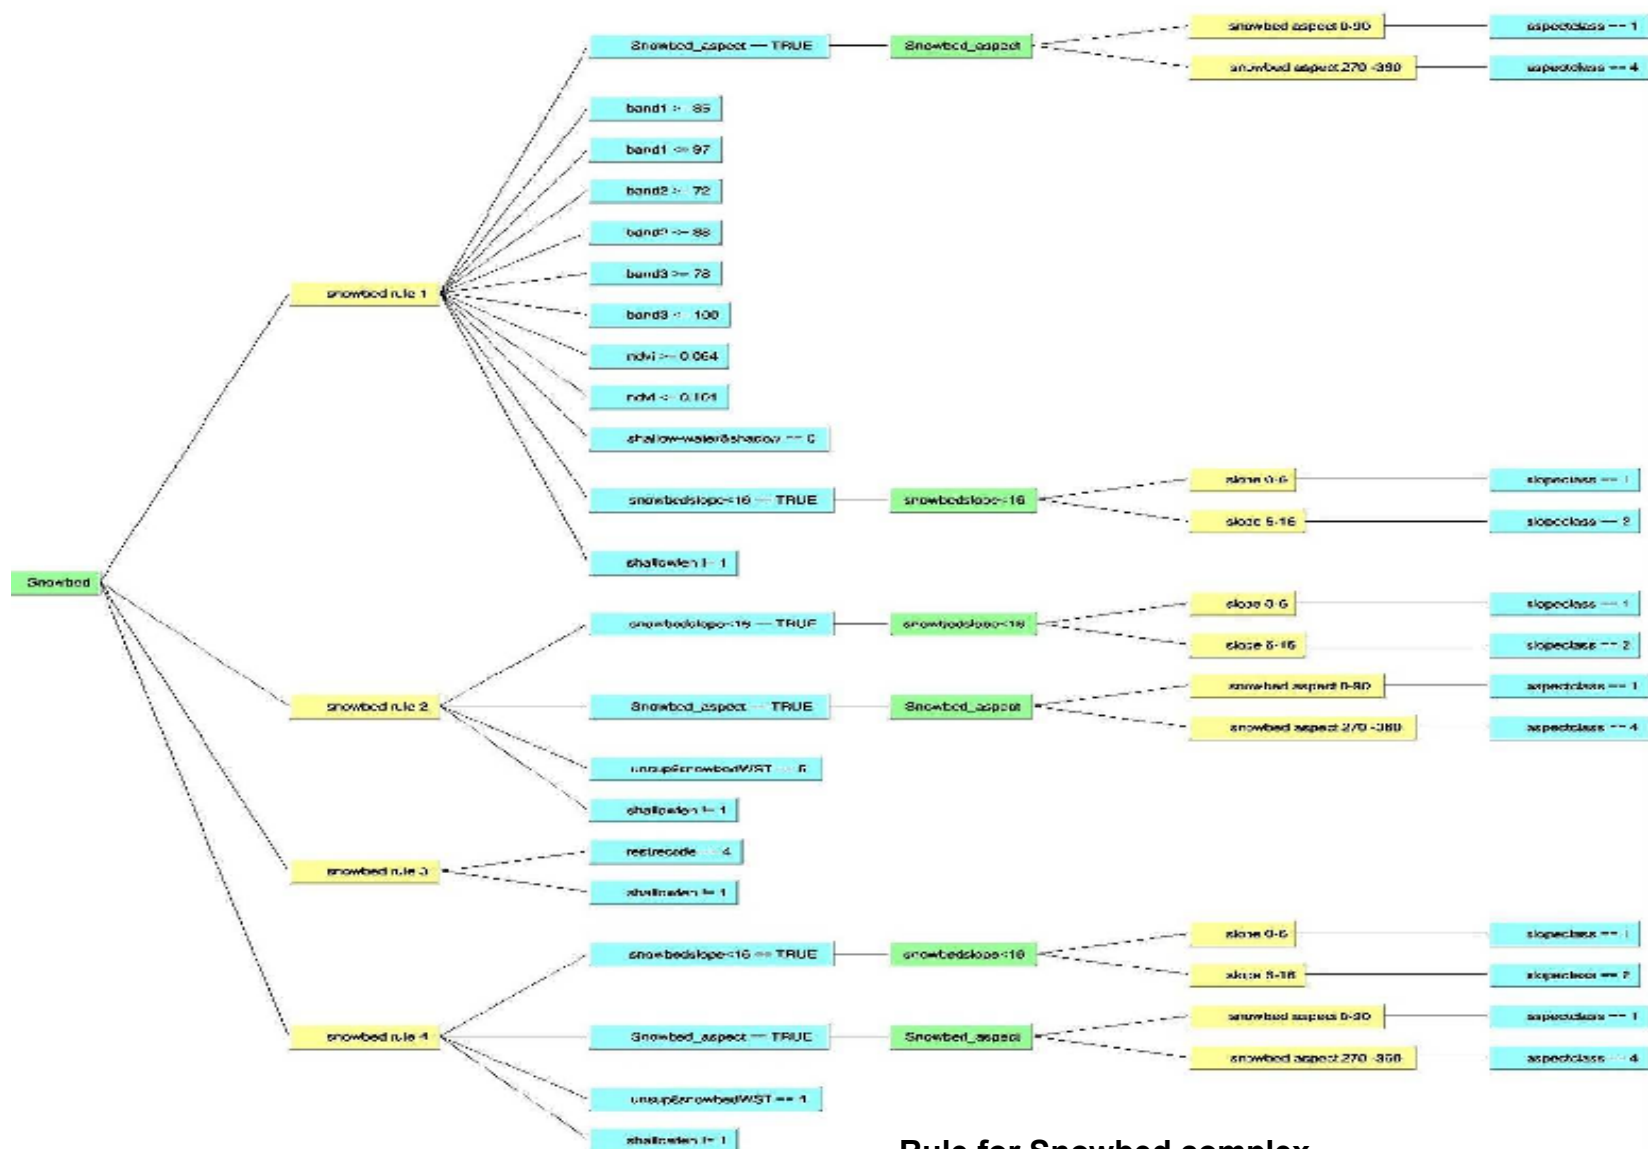 Snowbed_aspect == TRUE
Snowbed_aspect
snowbed aspect 0-90
aspectclass == 1
snowbed aspect 270 -360
aspectclass == 4
band1 >= 85
band1 <= 97
band2 >= 72
band2 <= 88
band3 >= 78
band3 <= 100
ndvi >= 0.064
ndvi <= 0.161
shallow-water&shadow ==
snowbedslope<16 == TRUE
snowbedslope<16
slope 0-6
slopeclass == 1
slope 6-16
slopeclass == 2
shallowfen != 1
snowbed rule 1
Snowbed
snowbedslope<16 == TRUE
snowbedslope<16
slope 0-6
slopeclass == 1
slope 6-16
slopeclass == 2
snowbed rule 2
Snowbed_aspect == TRUE
Snowbed_aspect
snowbed aspect 0-90
aspectclass == 1
snowbed aspect 270 -360
aspectclass == 4
shallowfen != 1
snowbed rule 3
shallowfen != 1
snowbedslope<16 == TRUE
snowbedslope<16
slope 0-6
slopeclass == 1
slope 6-16
slopeclass == 2
snowbed rule 4
Snowbed_aspect == TRUE
Snowbed_aspect
snowbed aspect 0-90
aspectclass == 1
snowbed aspect 270 -360
aspectclass == 4
shallowfen != 1
Rule for Snowbed complex